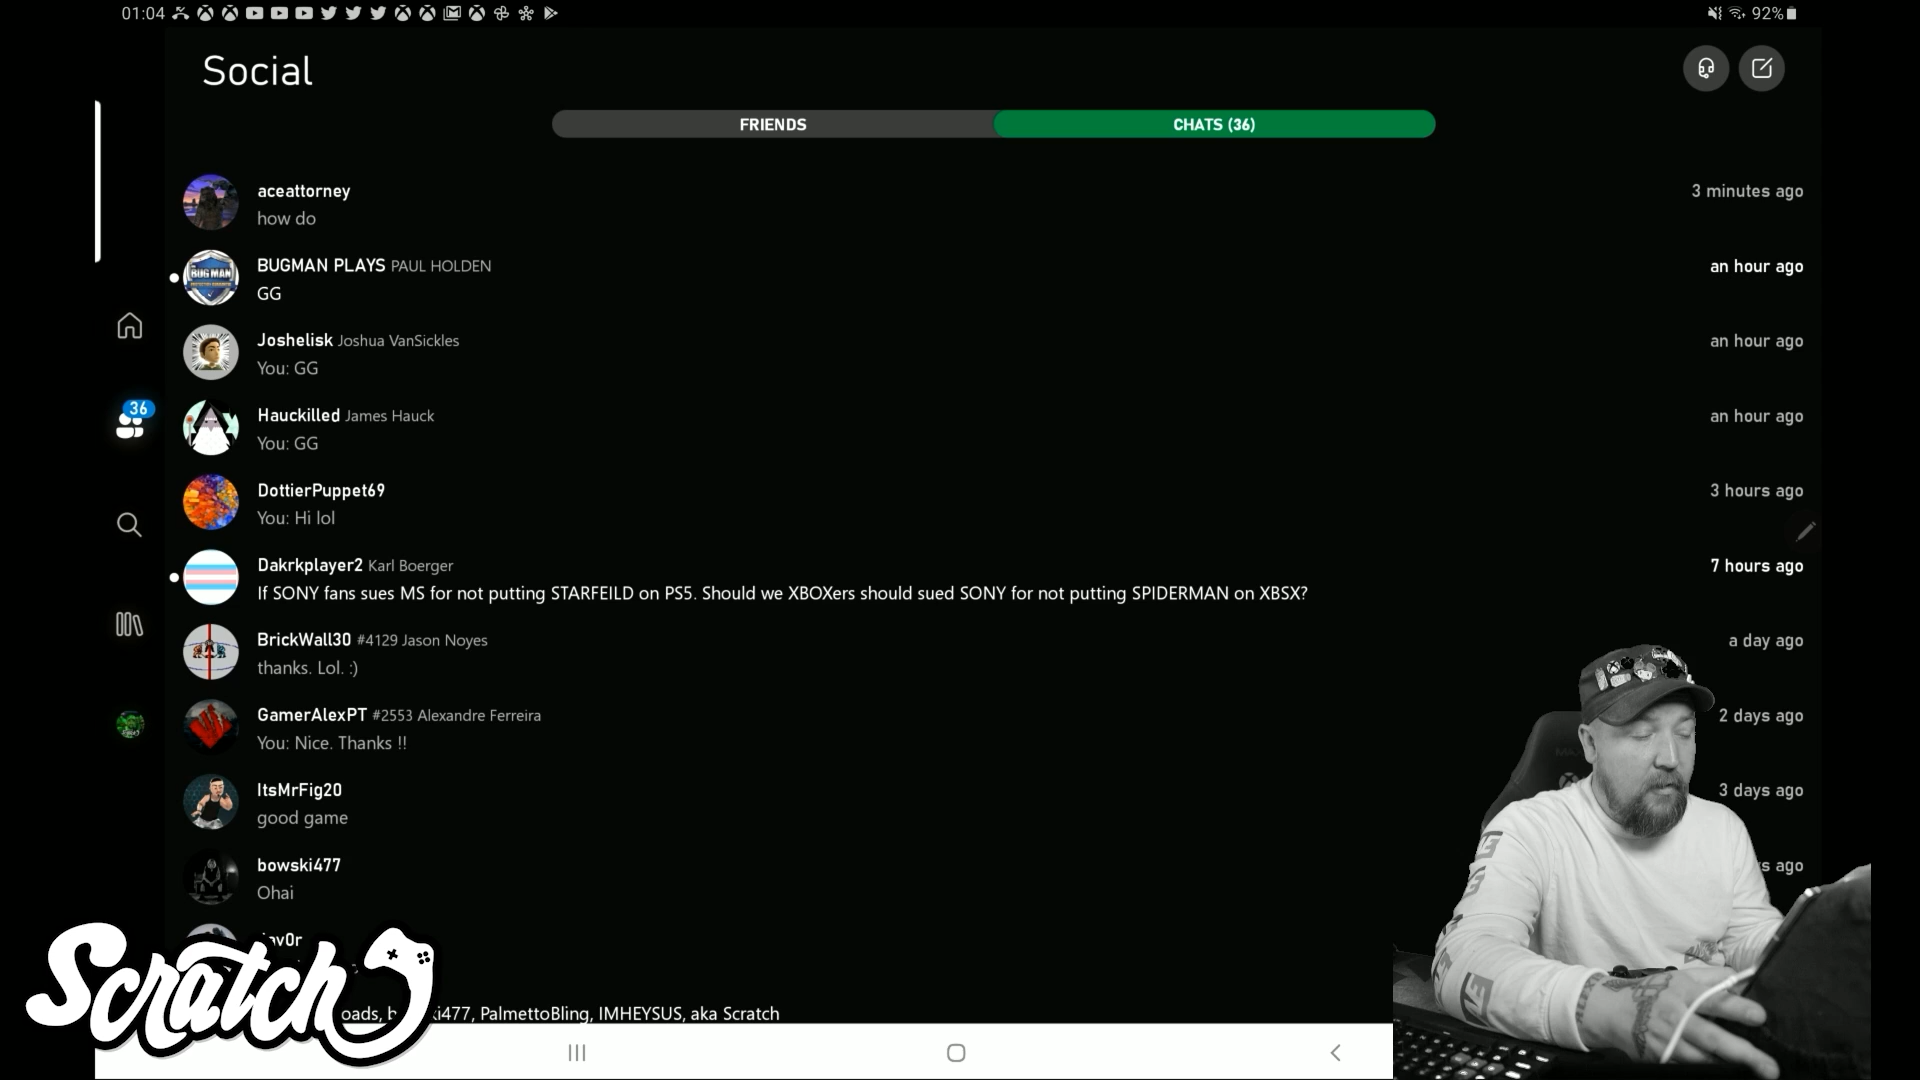 01:04
92%
Social
FRIENDS
CHATS (36)
aceattorney
3 minutes ago
how do
BUG MAN
BUGMAN PLAYS PAUL HOLDEN
an hour ago
GG
Joshelisk Joshua VanSickles
an hour ago
You: GG
Hauckilled James Hauck
an hour ago
You: GG
36
DottierPuppet69
3 hours ago
You: Hi lol
Dakrkplayer2 Karl Boerger
7 hours ago
If SONY fans sues MS for not putting STARFEILD on PS5. Should we XBOXers should sued SONY for not putting SPIDERMAN on XBSX?
BrickWall30 #4129 Jason Noyes
a day ago
thanks. Lol. :)
GamerAlexPT #2553 Alexandre Ferreira
2 days ago
You: Nice. Thanks !!
ItsMrFig20
3 days ago
good game
bowski477
ago
Ohai
Scratch
ki477, PalmettoBling, IMHEYSUS, aka Scratch